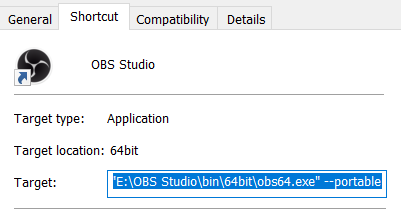 General Shortcut Compatibility Details
OBS Studio
Target type: Application
Target location: 64bit
Target: "E:\OBS Studio\bin\64bit\obs64.exe" --portable